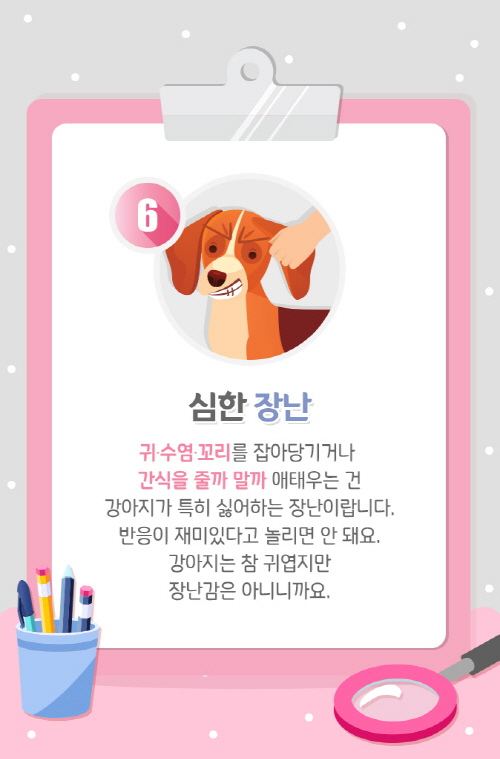 6
심한 장난
귀·수염·꼬리를 잡아당기거나
간식을 줄까 말까 애태우는 건
강아지가 특히 싫어하는 장난이랍니다.
반응이 재미있다고 놀리면 안 돼요.
강아지는 참 귀엽지만
장난감은 아니니까요.